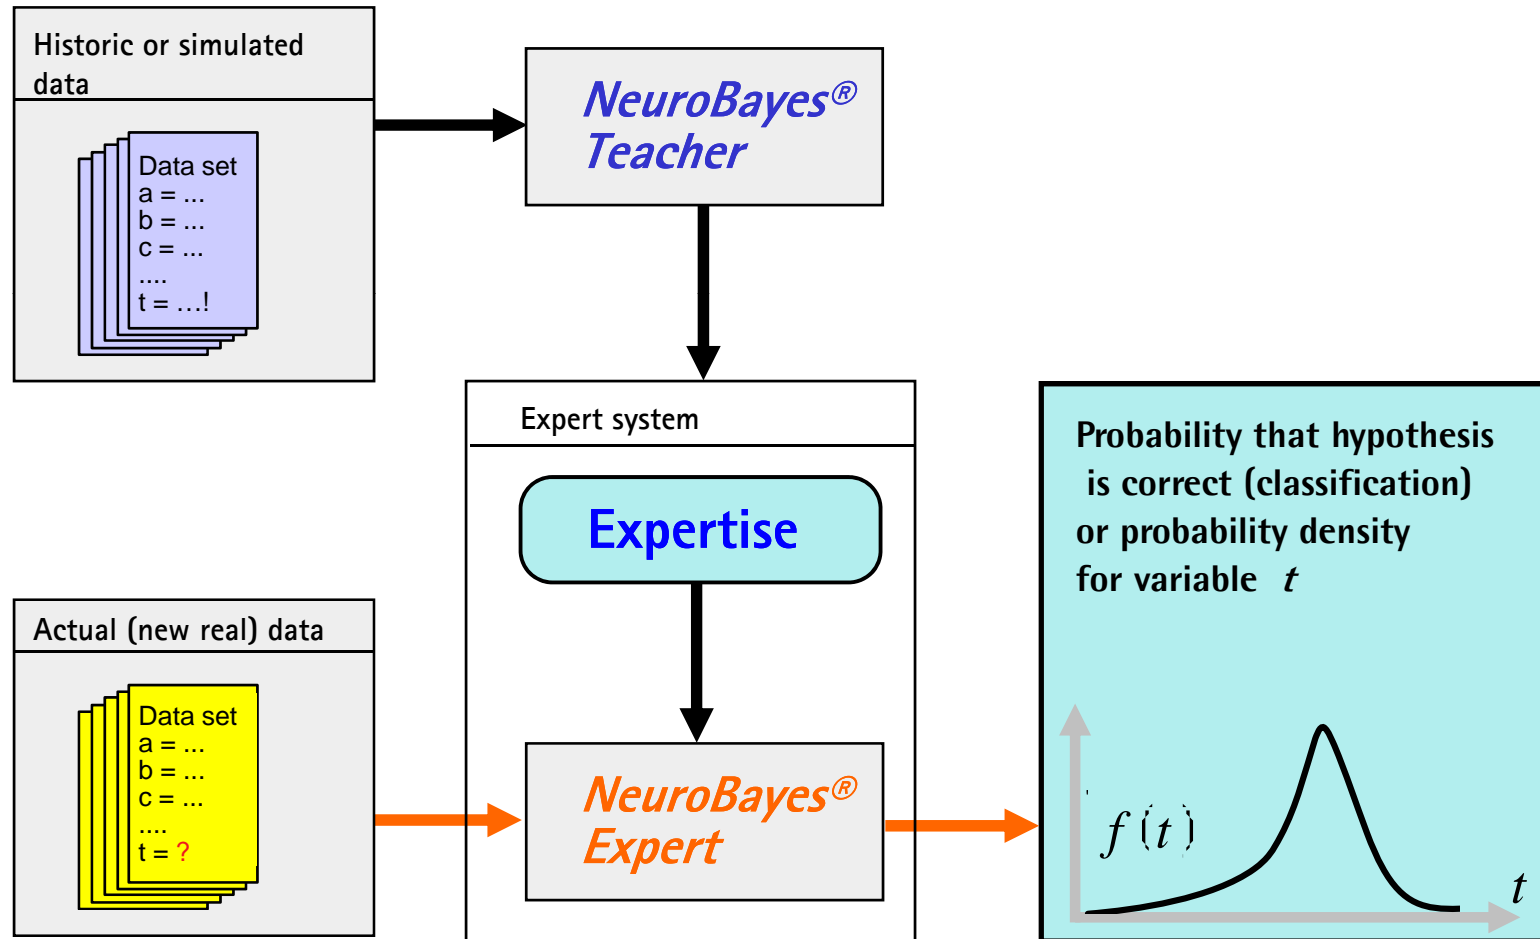 Historic or simulated
data
Data set
a = ...
b = ...
c = ...
....
t = ...!
NeuroBayes®
Teacher
Expert system
Expertise
NeuroBayes®
Expert
Actual (new real) data
Data set
a = ...
b = ...
c = ...
....
t = ?
Probability that hypothesis
is correct (classification)
or probability density
for variable t
f (t)
t